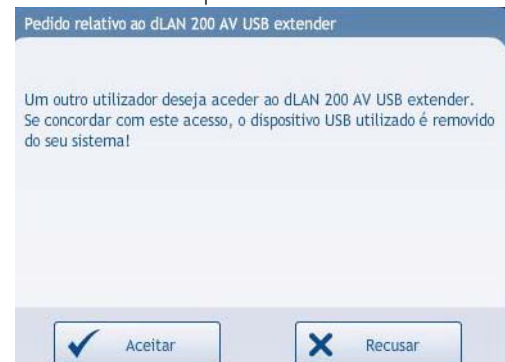 Pedido relativo ao dLAN 200 AV USB extender
Um outro utilizador deseja aceder ao dLAN 200 AV USB extender.
Se concordar com este acesso, o dispositivo USB utilizado é removido
do seu sistema!
Aceitar
Recusar